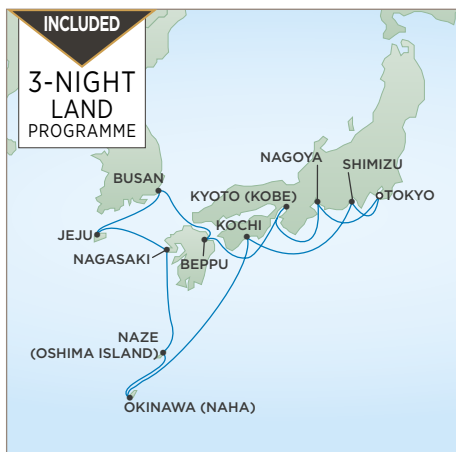 INCLUDED
3-NIGHT
LAND
PROGRAMME
NAGOYA
SHIMIZU
BUSAN
KYOTO (KOBE)
TOKYO
KOCHI
JEJU
NAGASAKI
BEPPU
NAZE
(OSHIMA ISLAND)
OKINAWA (NAHA)